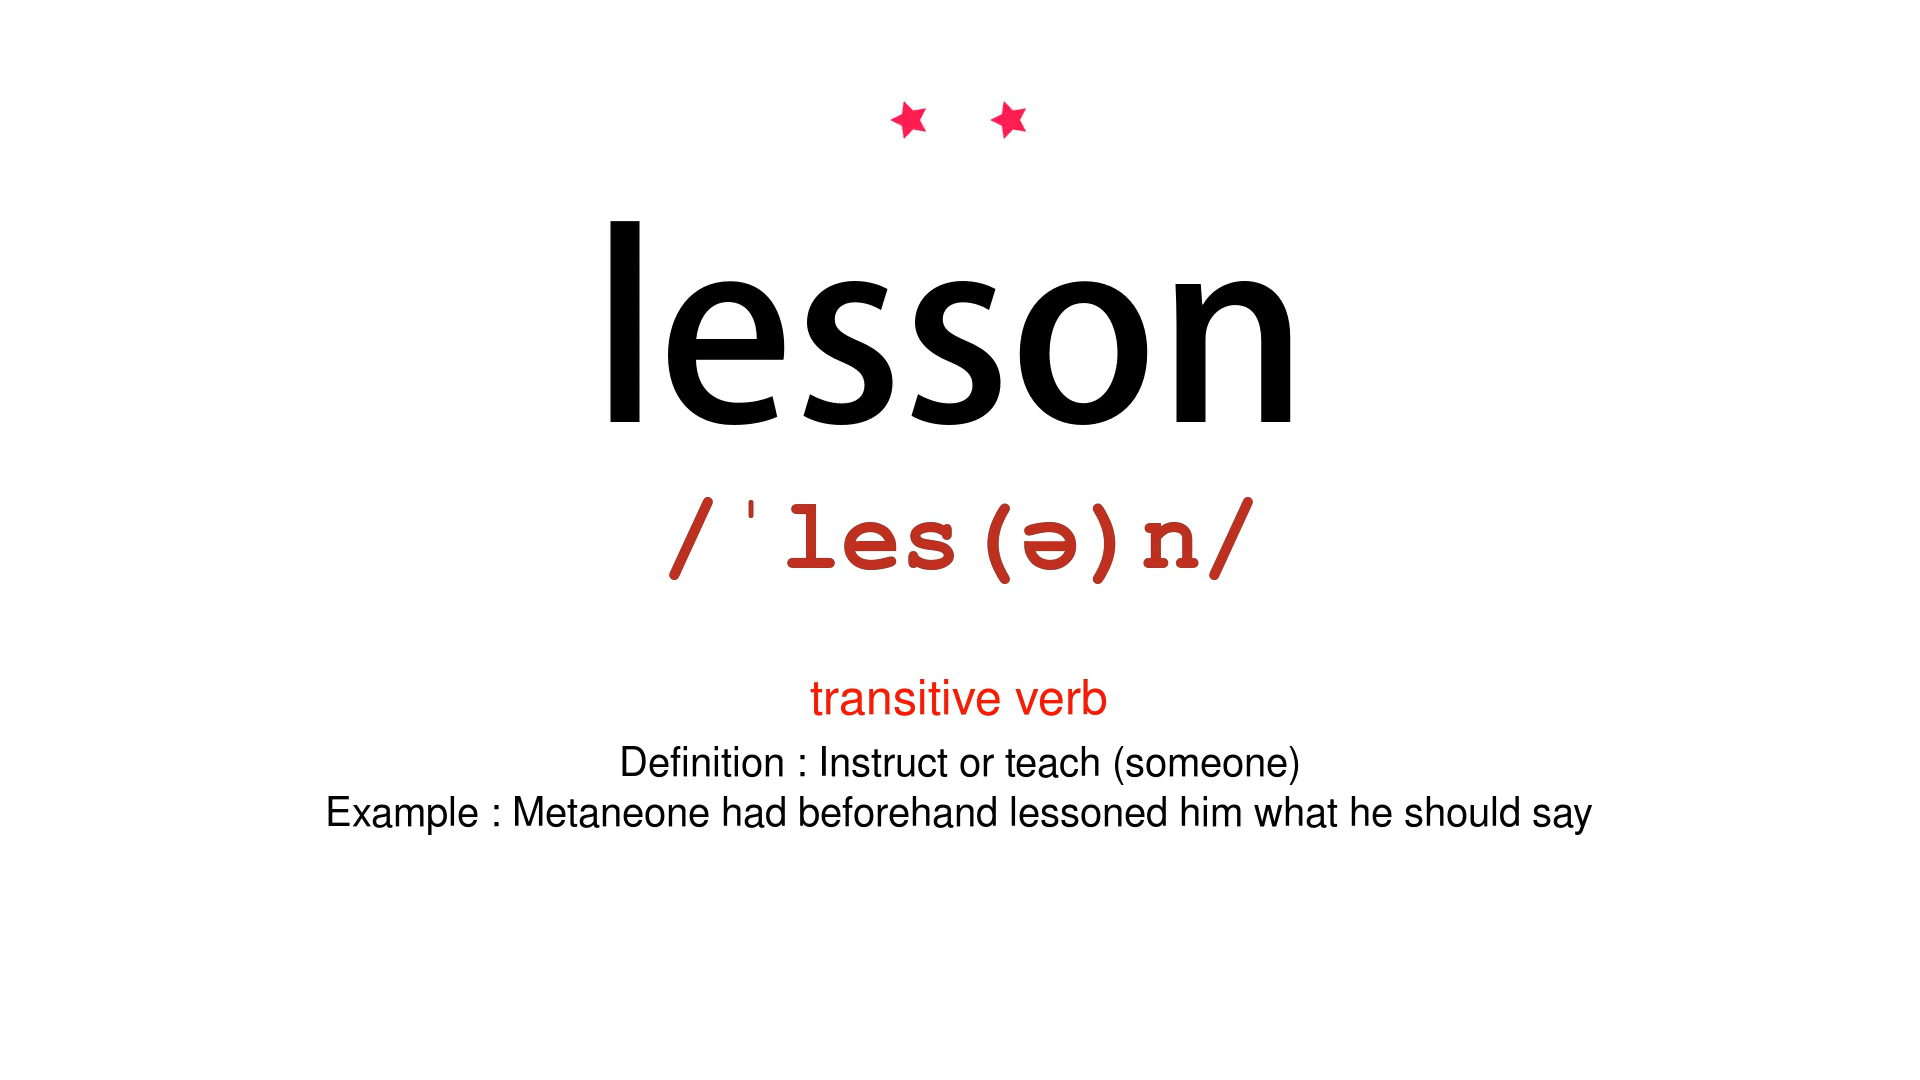 lesson
/ˈles(ə)n/
transitive verb
Definition : Instruct or teach (someone)
Example : Metaneone had beforehand lessoned him what he should say